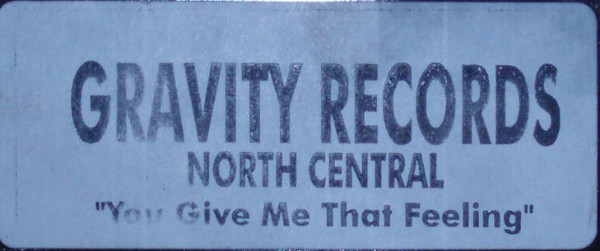 GRAVITY RECORDS
NORTH CENTRAL
"You Give Me That Feeling"